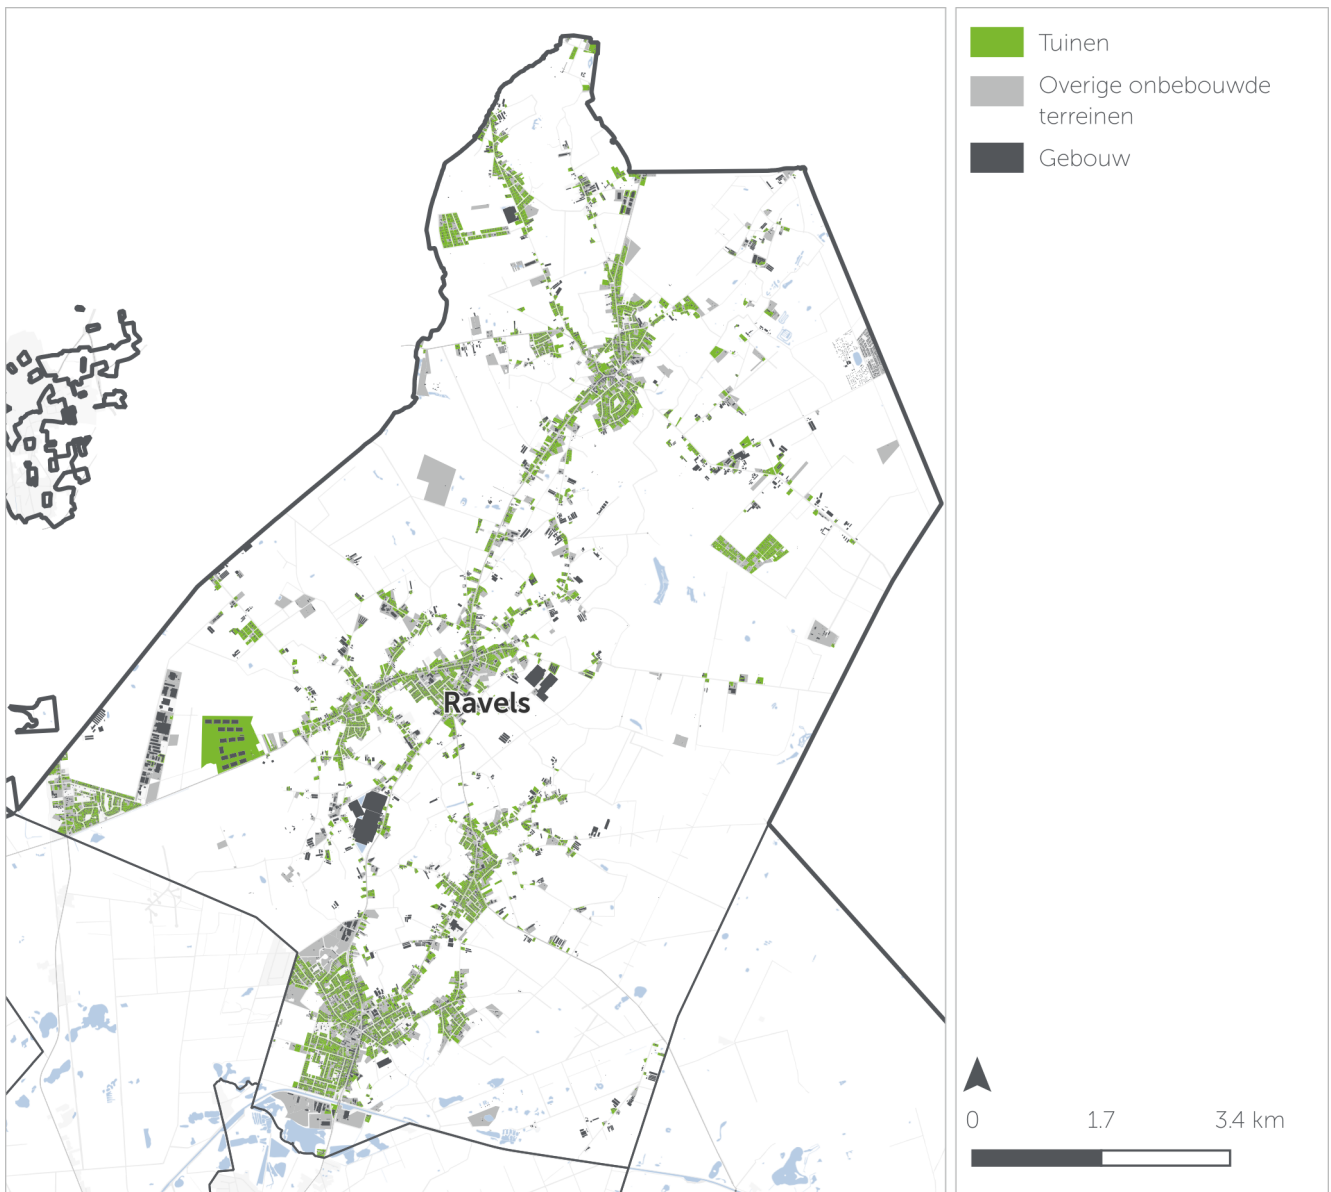 Tuinen
Overige onbebouwde
terreinen
Gebouw
Ravels
0 1.7 3.4 km